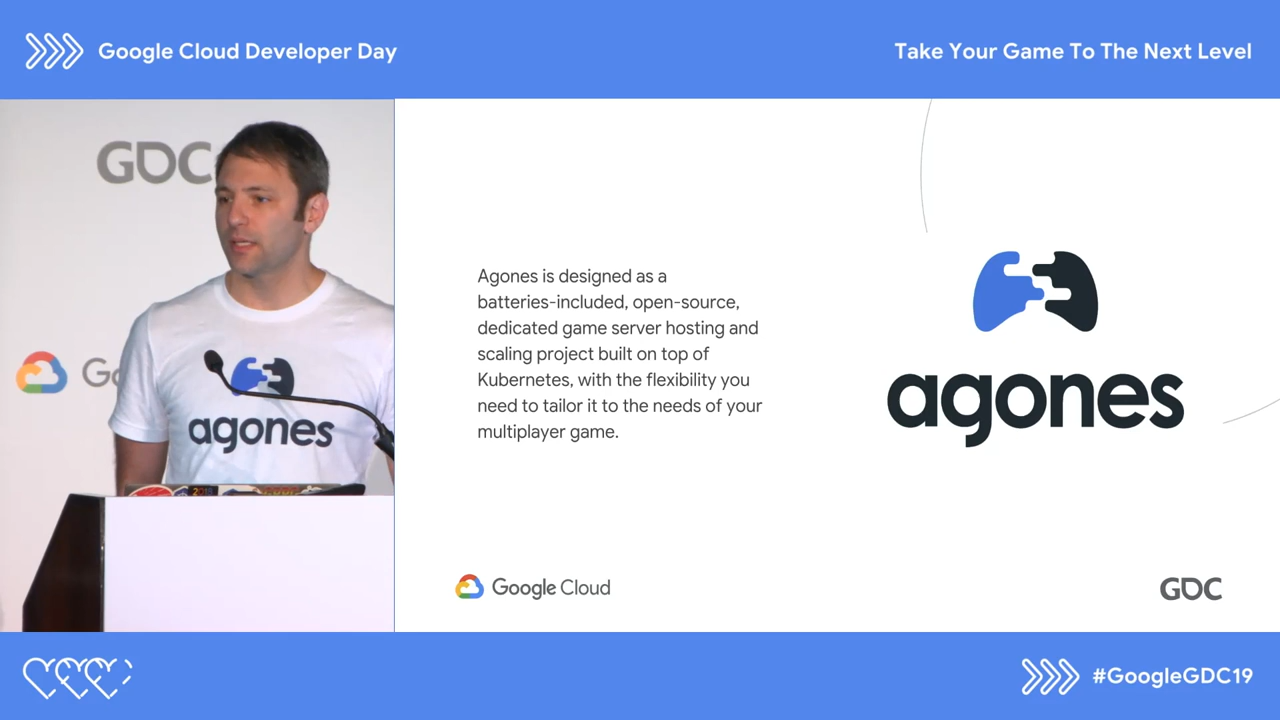 Google Cloud Developer Day
Take Your Game To The Next Level
GDC
Go
agones
Agones is designed as a
batteries-included, open-source,
dedicated game server hosting and
scaling project built on top of
Kubernetes, with the flexibility you
need to tailor it to the needs of your
multiplayer game.
agones
Google Cloud
GDC
#GoogleGDC19